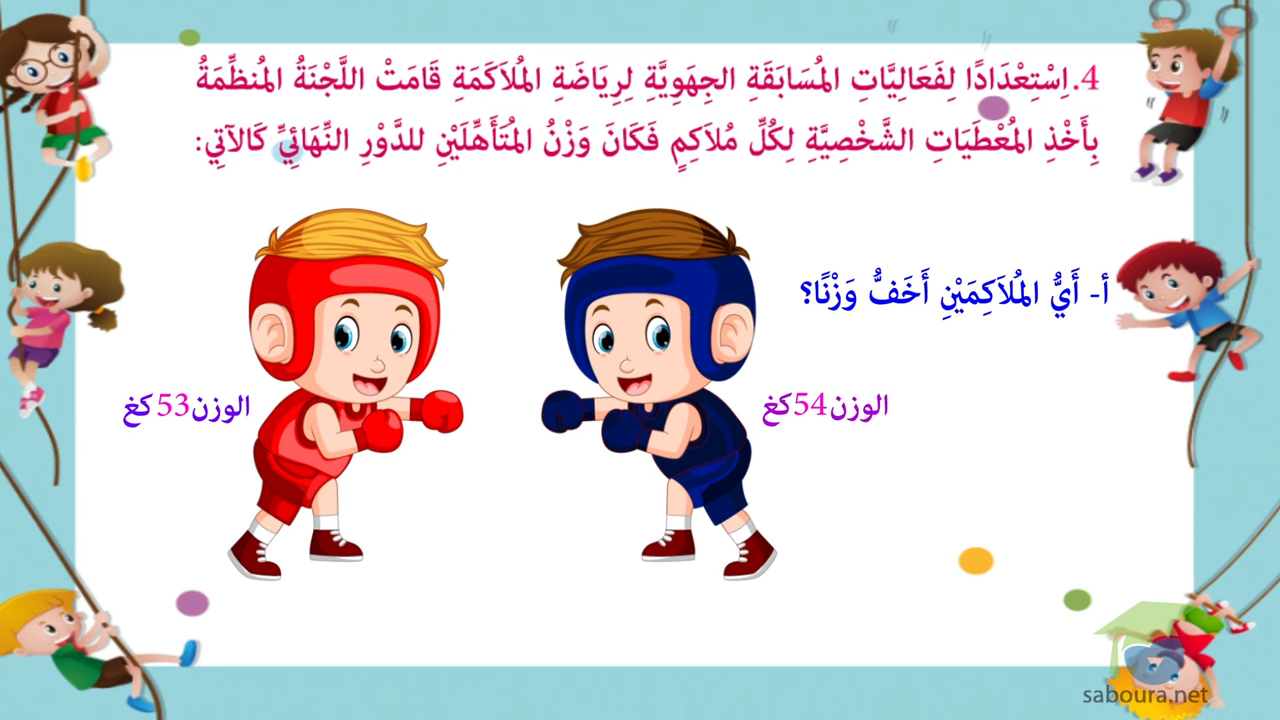 4. اِسْتِعْدَادًا لِفَعَالِيَّاتِ المُسَابَقَةِ الجِهَوِيَّةِ لِرِيَاضَةِ المُلَاكَمَةِ قَامَتْ اللَّجْنَةُ المُنظِّمَةُ
بِأَخْذِ المُعْطَيَاتِ الشَّخْصِيَّةِ لِكُلِّ مُلَاكِمٍ فَكَانَ وَزْنُ المُتَأَهِّلَيْنِ للدَّوْرِ النِّهَائِيِّ كَالآتِي:
أ- أَيُّ المُلَاكِمَيْنِ أَخَفُّ وَزْنًا؟
الوزن54كغ
الوزن53كغ
saboura.net